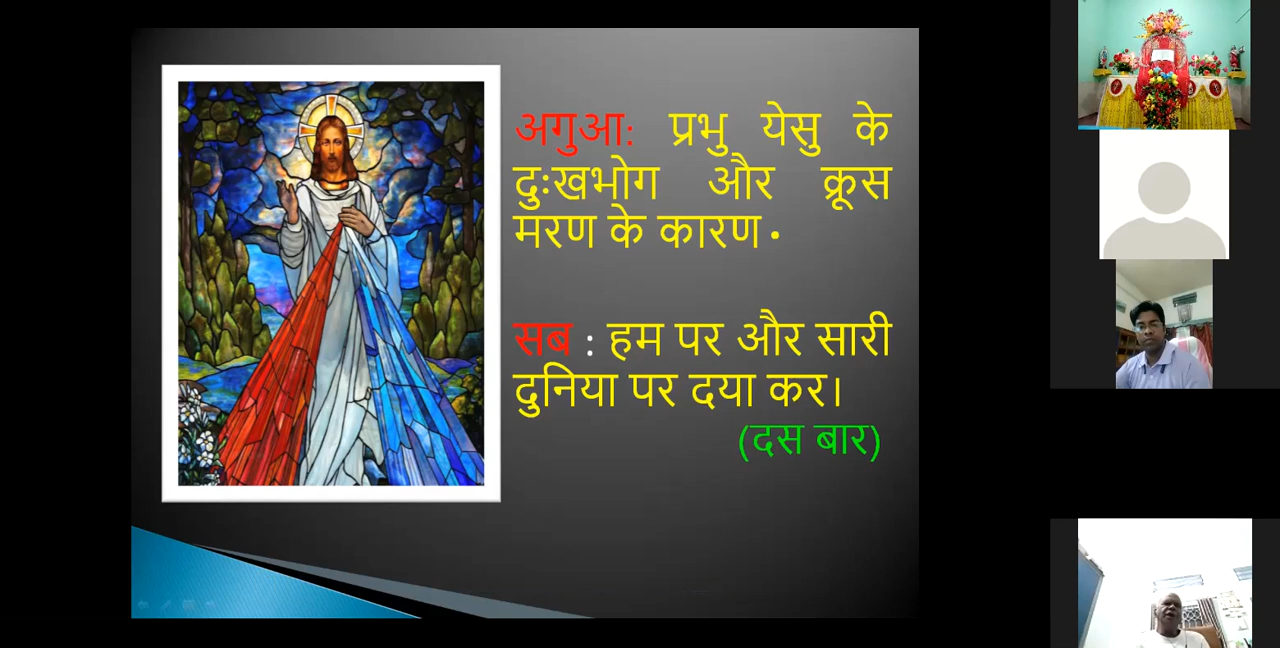 अगुआ: प्रभु येसु के
दुःखभोग और क्रूस
मरण के कारण•
सब : हम पर और सारी
दुनिया पर दया कर।
(दस बार)